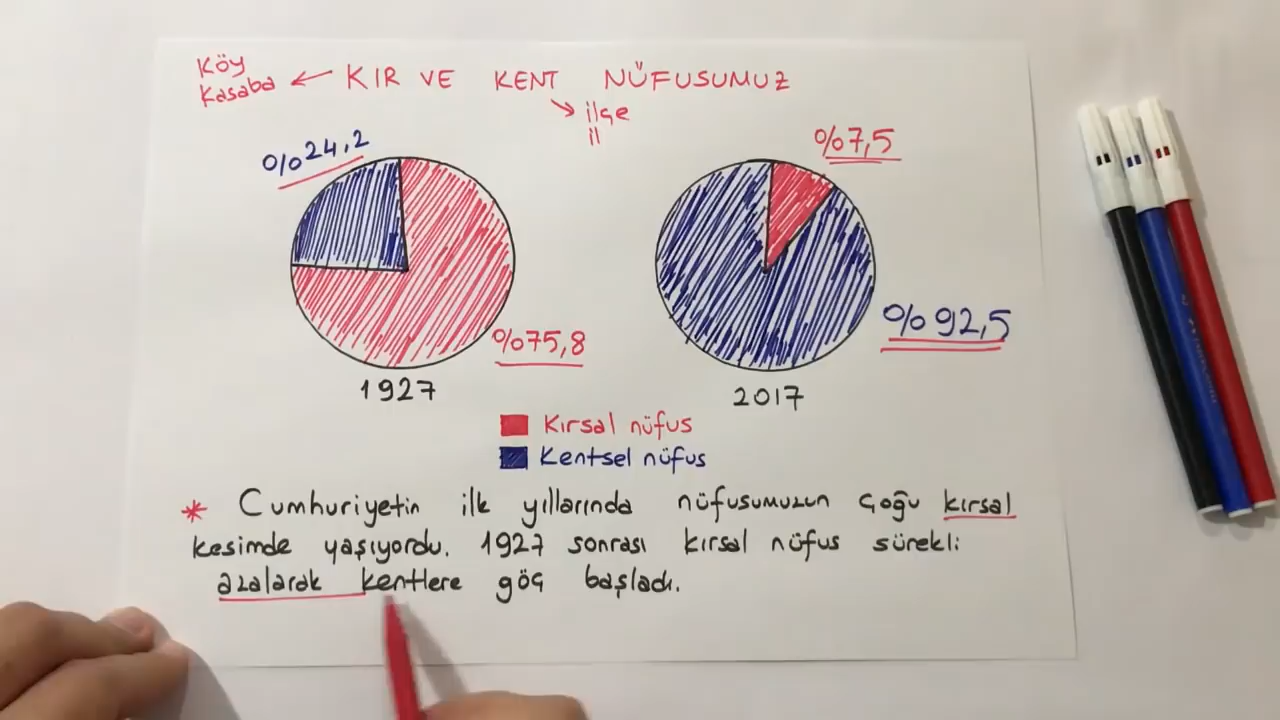 Köy
Kasaba ← KIR VE KENT NÜFUSUMUZ
→ ilçe
il
%24,2
%7,5
%75,8
%92,5
1927
2017
Kırsal nüfus
Kentsel nüfus
* Cumhuriyetin ilk yıllarında nüfusumuzun çoğu kırsal
kesimde yaşıyordu. 1927 sonrası kırsal nüfus sürekli
azalarak kentlere göç başladı.